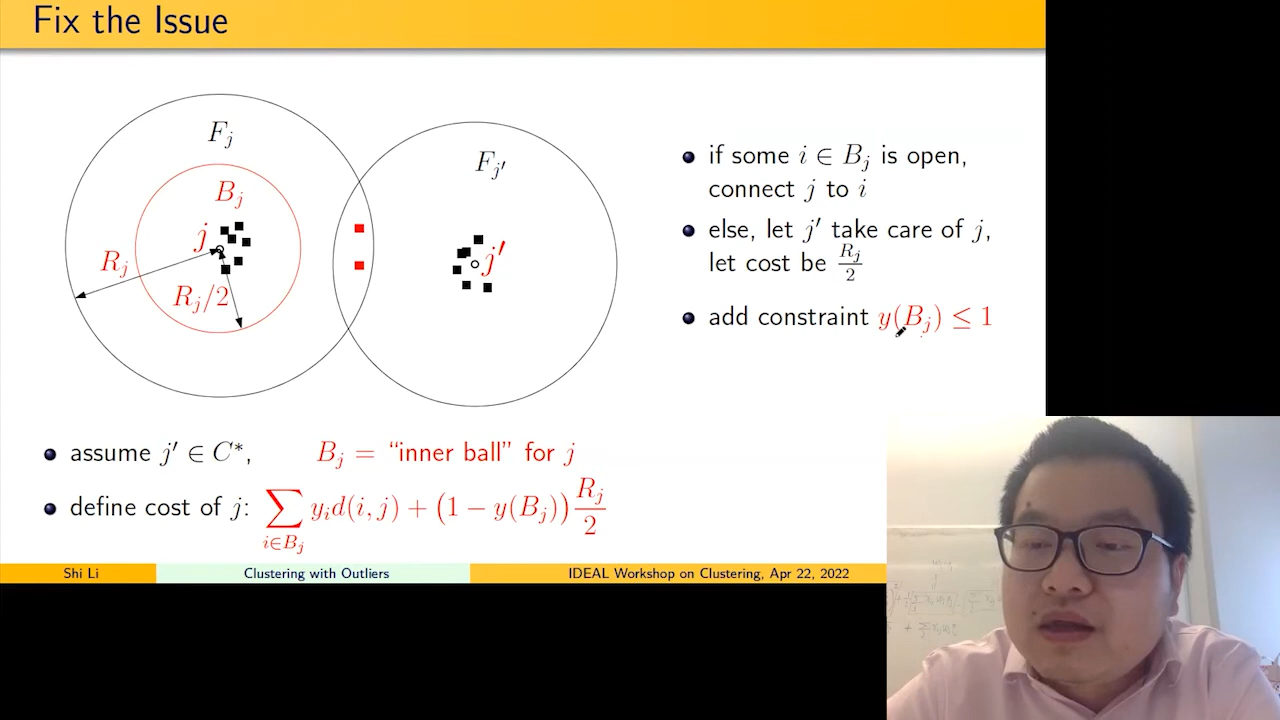 Fix the Issue
F_j
F_{j'}
B_j
j
j'
R_j
R_j/2
if some i ∈ B_j is open,
connect j to i
else, let j' take care of j,
let cost be R_j/2
add constraint y(B_j) ≤ 1
assume j' ∈ C*, B_j = “inner ball” for j
define cost of j: ∑_{i∈B_j} y_i d(i, j) + (1 − y(B_j)) R_j/2
Shi Li Clustering with Outliers IDEAL Workshop on Clustering, Apr 22, 2022